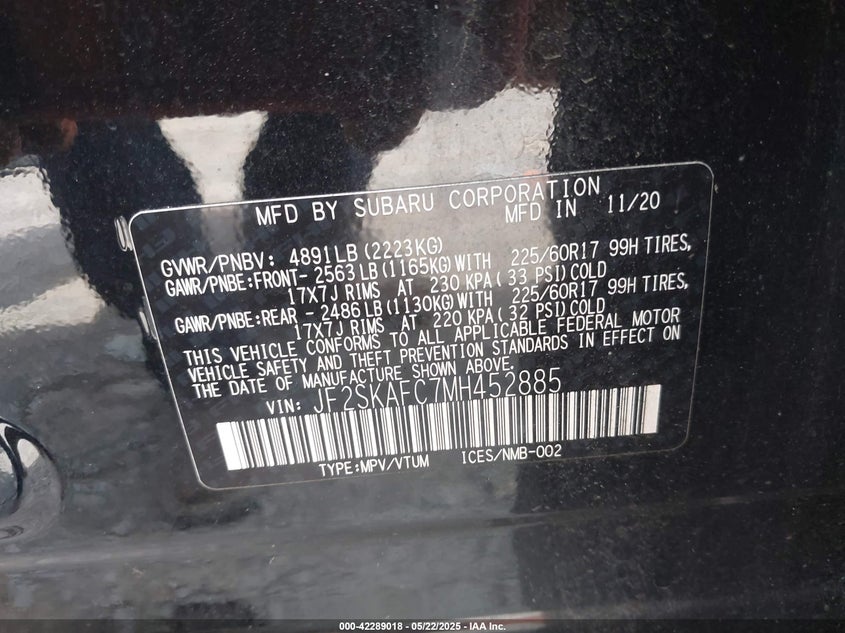 MFD BY SUBARU CORPORATION
MFD IN 11/20
GVWR/PNBV: 4891LB(2223KG)
GAWR/PNBE:FRONT- 2563LB(1165KG)WITH 225/60R17 99H TIRES,
17X7J RIMS AT 230 KPA(33 PSI)COLD
GAWR/PNBE:REAR - 2486LB(1130KG)WITH 225/60R17 99H TIRES,
17X7J RIMS AT 220 KPA(32 PSI)COLD
THIS VEHICLE CONFORMS TO ALL APPLICABLE FEDERAL MOTOR
VEHICLE SAFETY AND THEFT PREVENTION STANDARDS IN EFFECT ON
THE DATE OF MANUFACTURE SHOWN ABOVE.
VIN: JF2SKAFC7MH452885
TYPE:MPV/VTUM ICES/NMB-002
000-42289018 - 05/22/2025 - IAA Inc.